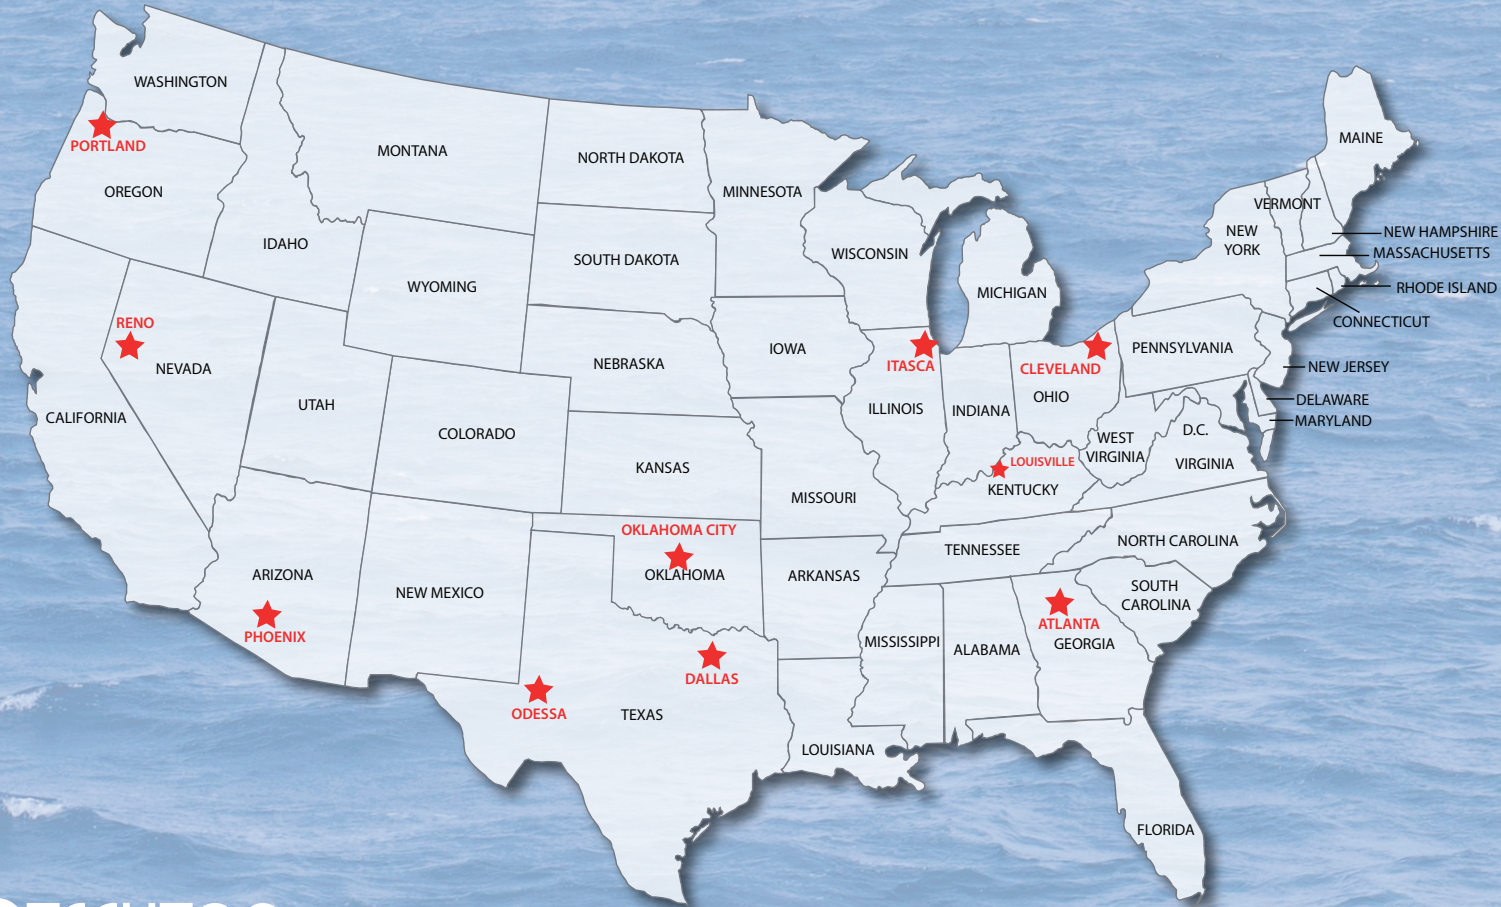 WASHINGTON
PORTLAND
OREGON
IDAHO
MONTANA
NORTH DAKOTA
MINNESOTA
SOUTH DAKOTA
WYOMING
WISCONSIN
MICHIGAN
MAINE
VERMONT
NEW
YORK
NEW HAMPSHIRE
MASSACHUSETTS
RHODE ISLAND
CONNECTICUT
RENO
NEVADA
CALIFORNIA
UTAH
COLORADO
NEBRASKA
IOWA
ITASCA
ILLINOIS
INDIANA
CLEVELAND
OHIO
PENNSYLVANIA
NEW JERSEY
DELAWARE
MARYLAND
D.C.
WEST
VIRGINIA
VIRGINIA
KANSAS
MISSOURI
LOUISVILLE
KENTUCKY
OKLAHOMA CITY
OKLAHOMA
ARKANSAS
TENNESSEE
NORTH CAROLINA
SOUTH
CAROLINA
ARIZONA
PHOENIX
NEW MEXICO
ATLANTA
GEORGIA
MISSISSIPPI
ALABAMA
DALLAS
ODESSA
TEXAS
LOUISIANA
FLORIDA